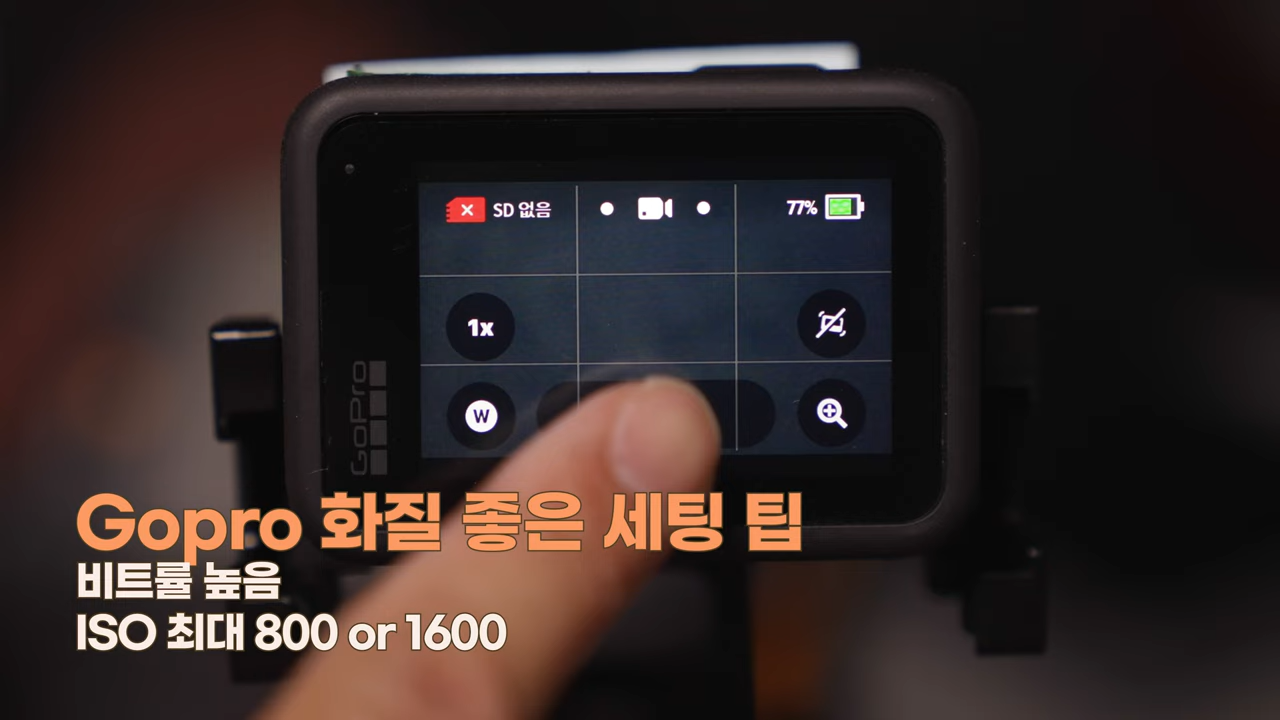 SD 없음
77%
1x
W
GoPro
Gopro 화질 좋은 세팅 팁
비트률 높음
ISO 최대 800 or 1600